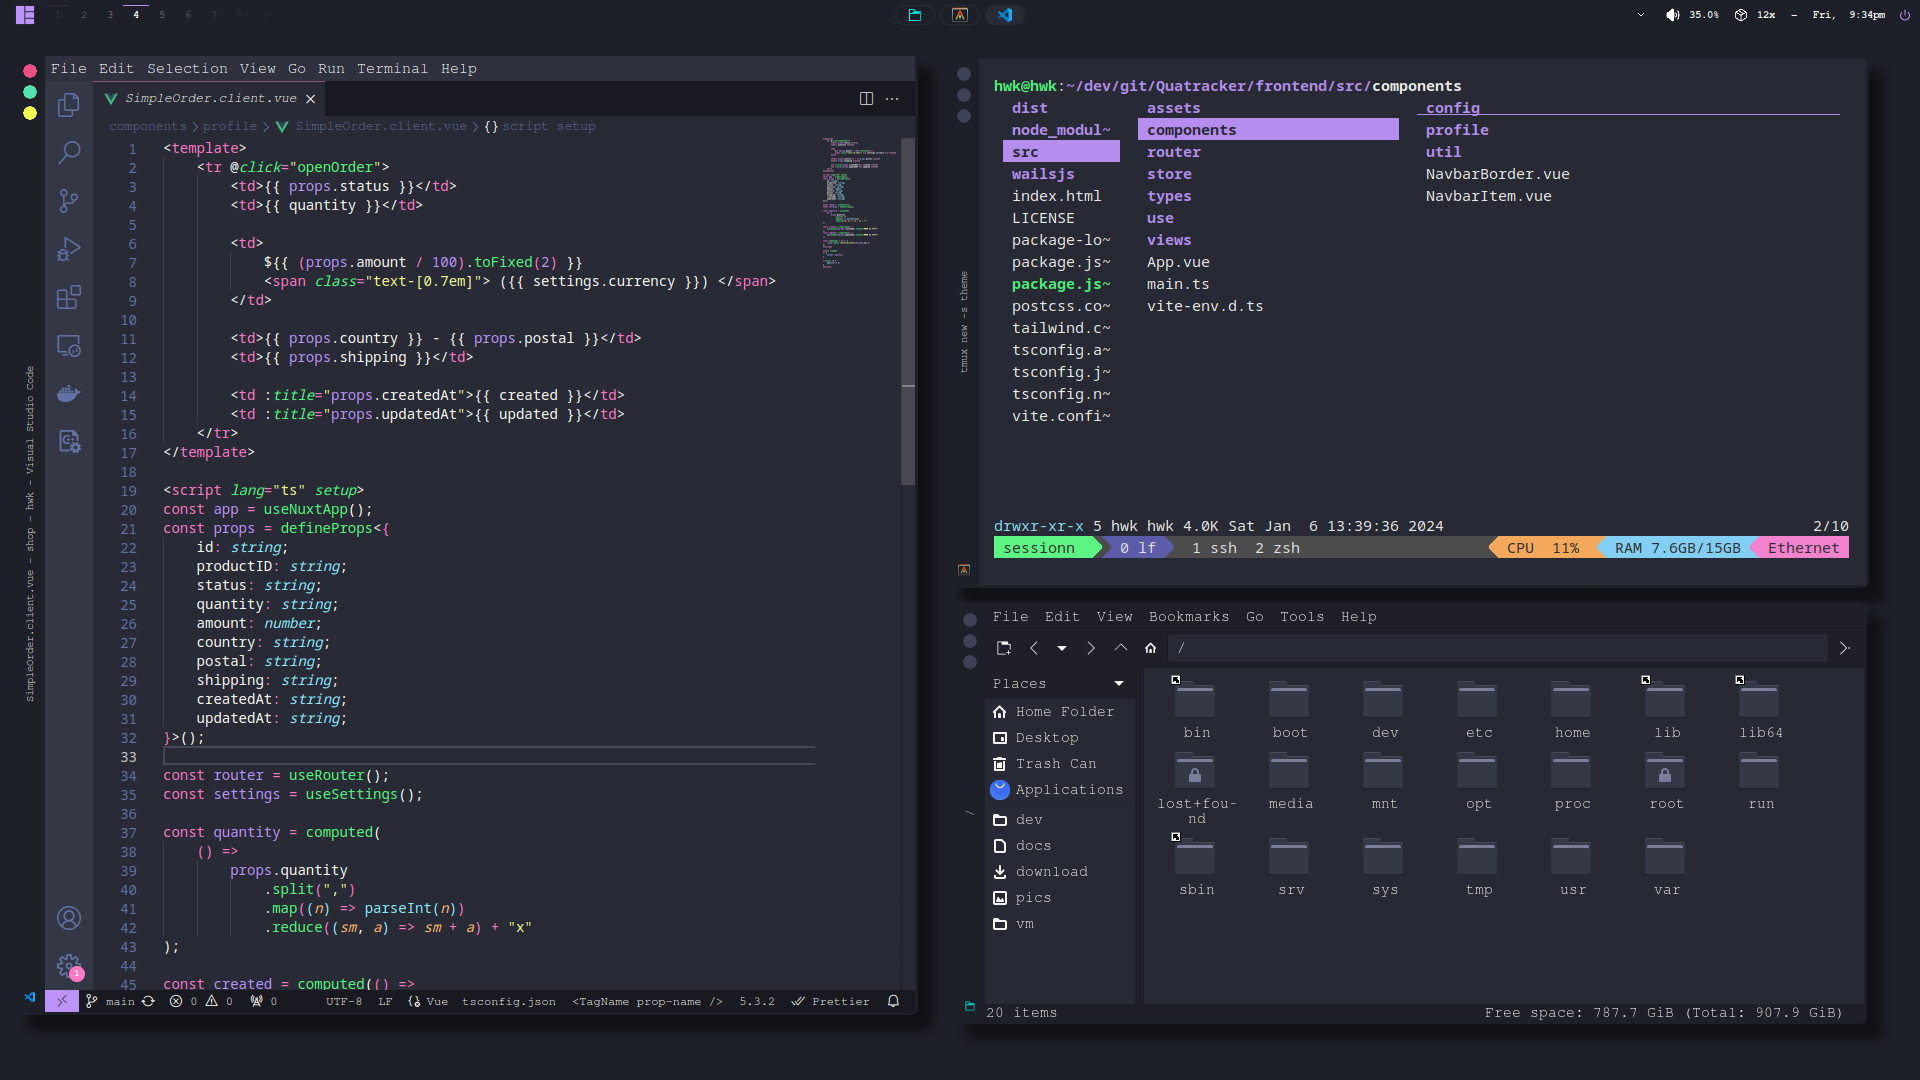 1 2 3 4 5 6 7 8 9
35.0% 12x – Fri, 9:34pm
File Edit Selection View Go Run Terminal Help
SimpleOrder.client.vue
components > profile > SimpleOrder.client.vue > {} script setup
1 <template>
2 <tr @click="openOrder">
3 <td>{{ props.status }}</td>
4 <td>{{ quantity }}</td>
5
6 <td>
7 ${{ (props.amount / 100).toFixed(2) }}
8 <span class="text-[0.7em]"> ({{ settings.currency }}) </span>
9 </td>
10
11 <td>{{ props.country }} - {{ props.postal }}</td>
12 <td>{{ props.shipping }}</td>
13
14 <td :title="props.createdAt">{{ created }}</td>
15 <td :title="props.updatedAt">{{ updated }}</td>
16 </tr>
17 </template>
18
19 <script lang="ts" setup>
20 const app = useNuxtApp();
21 const props = defineProps<{
22 id: string;
23 productID: string;
24 status: string;
25 quantity: string;
26 amount: number;
27 country: string;
28 postal: string;
29 shipping: string;
30 createdAt: string;
31 updatedAt: string;
32 }>();
33
34 const router = useRouter();
35 const settings = useSettings();
36
37 const quantity = computed(
38 () =>
39 props.quantity
40 .split(",")
41 .map((n) => parseInt(n))
42 .reduce((sm, a) => sm + a) + "x"
43 );
44
45 const created = computed(() =>
main 0 0 0 UTF-8 LF Vue tsconfig.json <TagName prop-name /> 5.3.2 Prettier
1
SimpleOrder.client.vue – shop – hwk – Visual Studio Code
hwk@hwk:~/dev/git/Quatracker/frontend/src/components
dist assets config
node_modul~ components profile
src router util
wailsjs store NavbarBorder.vue
index.html types NavbarItem.vue
LICENSE use
package-lo~ views
package.js~ App.vue
package.js~ main.ts
postcss.co~ vite-env.d.ts
tailwind.c~
tsconfig.a~
tsconfig.j~
tsconfig.n~
vite.confi~
drwxr-xr-x 5 hwk hwk 4.0K Sat Jan  6 13:39:36 2024 2/10
sessionn 0 lf 1 ssh 2 zsh CPU 11% RAM 7.6GB/15GB Ethernet
tmux new -s theme
File Edit View Bookmarks Go Tools Help
/
Places
Home Folder
Desktop
Trash Can
Applications
dev
docs
download
pics
vm
bin boot dev etc home lib lib64
lost+fou- media mnt opt proc root run
nd
sbin srv sys tmp usr var
20 items Free space: 787.7 GiB (Total: 907.9 GiB)
/